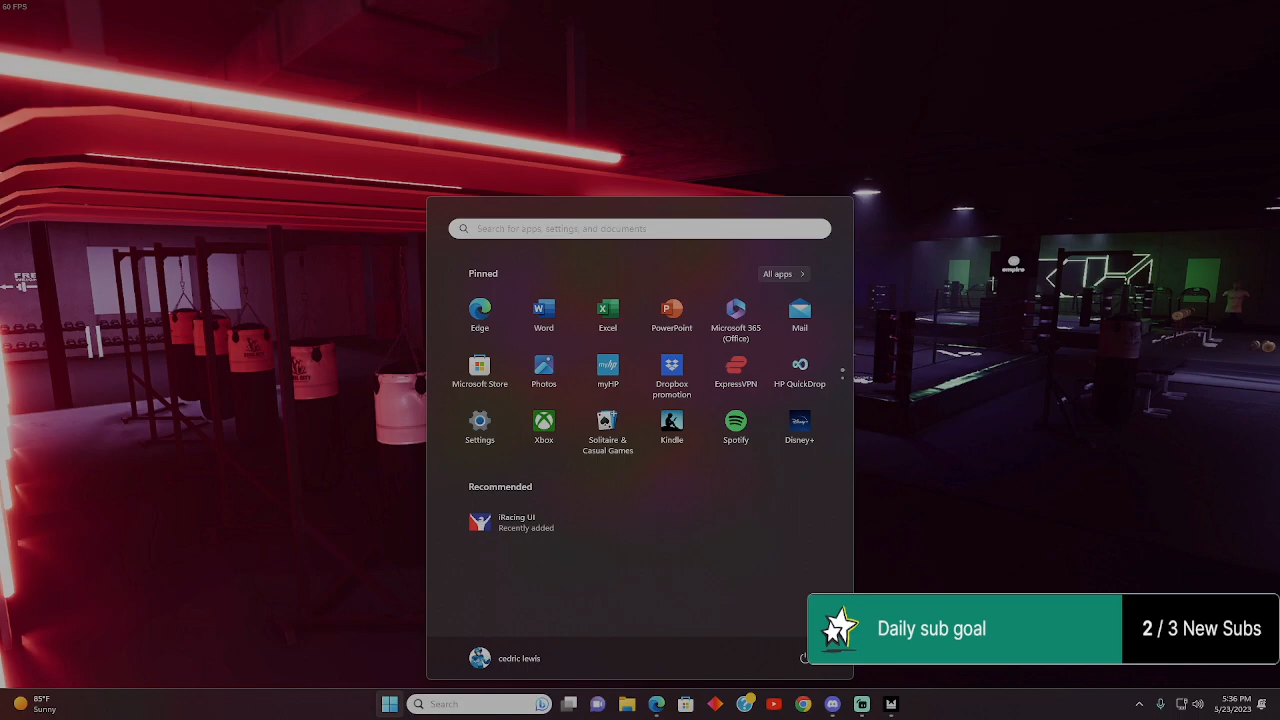 60 FPS
Search for apps, settings, and documents
Pinned
All apps
Edge
Word
Excel
PowerPoint
Microsoft 365
(Office)
Mail
Microsoft Store
Photos
myHP
Dropbox
promotion
ExpressVPN
HP QuickDrop
Settings
Xbox
Solitaire &
Casual Games
Kindle
Spotify
Disney+
Recommended
iRacing UI
Recently added
Daily sub goal
2 / 3 New Subs
cedric lewis
85°F
Sunny
Search
5:36 PM
5/23/2023
empire
FREE